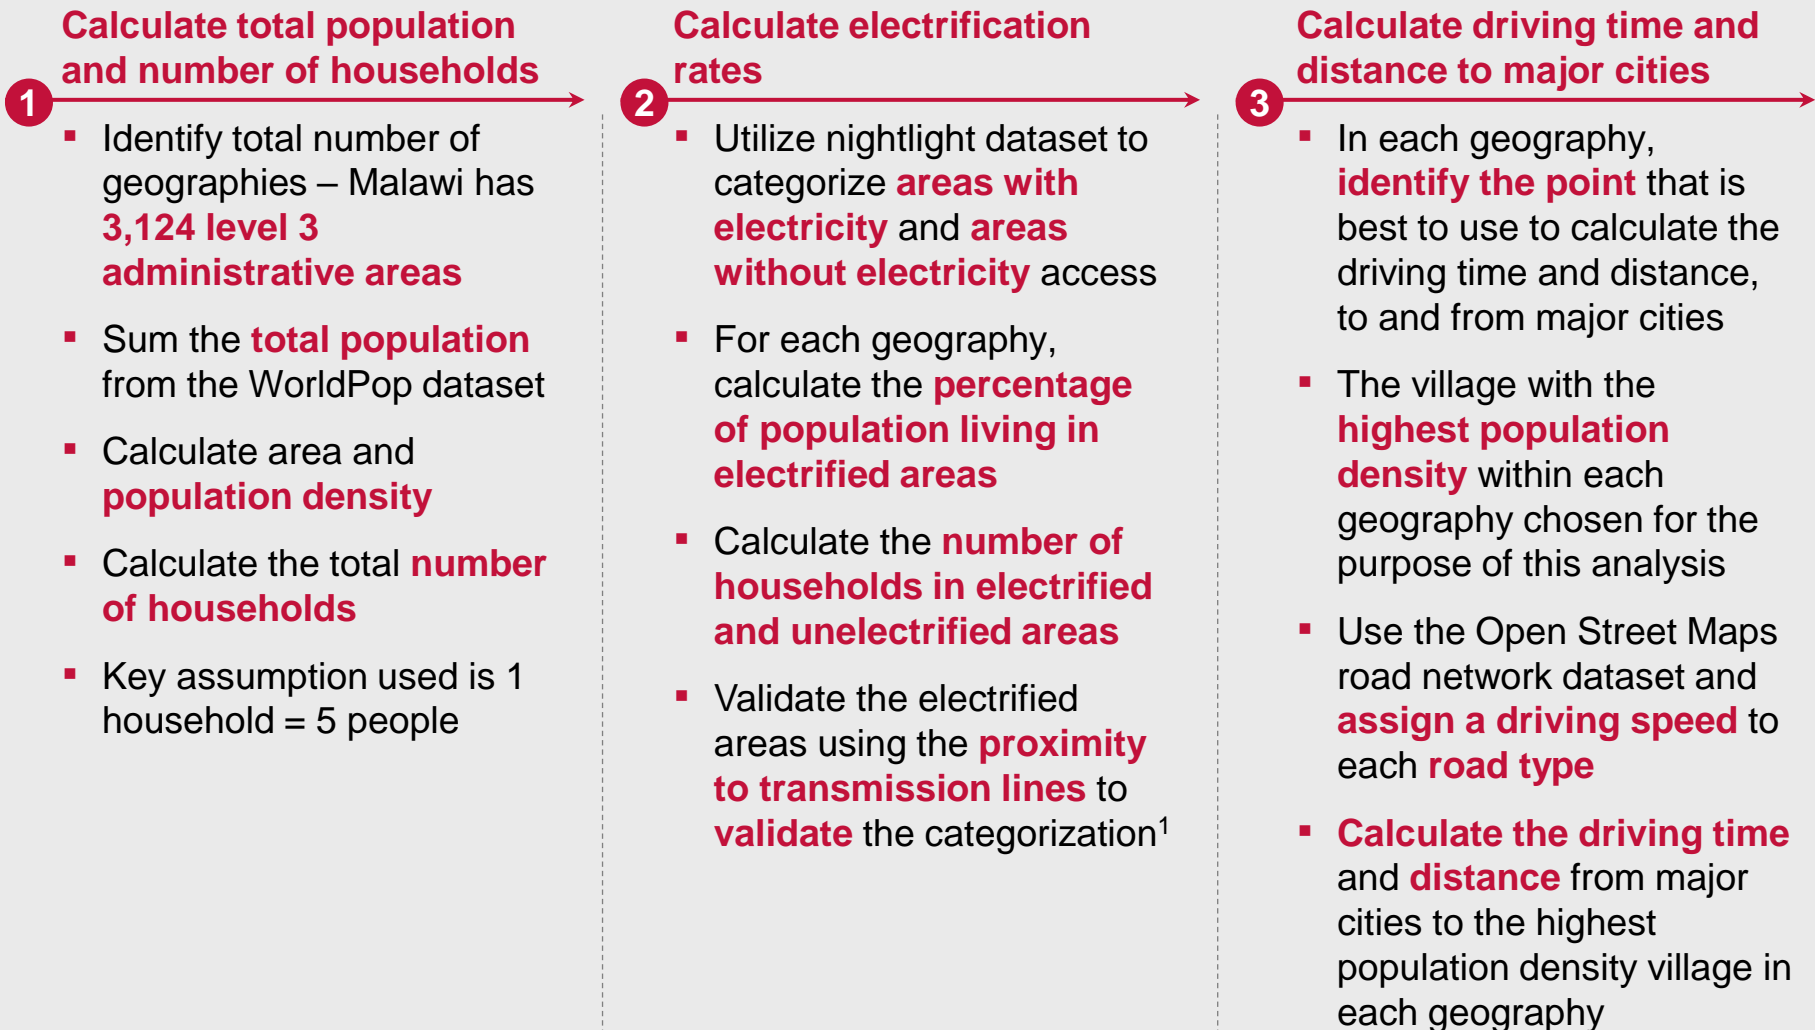 Calculate total population
and number of households
1
▪ Identify total number of
geographies – Malawi has
3,124 level 3
administrative areas
▪ Sum the total population
from the WorldPop dataset
▪ Calculate area and
population density
▪ Calculate the total number
of households
▪ Key assumption used is 1
household = 5 people
Calculate electrification
rates
2
▪ Utilize nightlight dataset to
categorize areas with
electricity and areas
without electricity access
▪ For each geography,
calculate the percentage
of population living in
electrified areas
▪ Calculate the number of
households in electrified
and unelectrified areas
▪ Validate the electrified
areas using the proximity
to transmission lines to
validate the categorization¹
Calculate driving time and
distance to major cities
3
▪ In each geography,
identify the point that is
best to use to calculate the
driving time and distance,
to and from major cities
▪ The village with the
highest population
density within each
geography chosen for the
purpose of this analysis
▪ Use the Open Street Maps
road network dataset and
assign a driving speed to
each road type
▪ Calculate the driving time
and distance from major
cities to the highest
population density village in
each geography